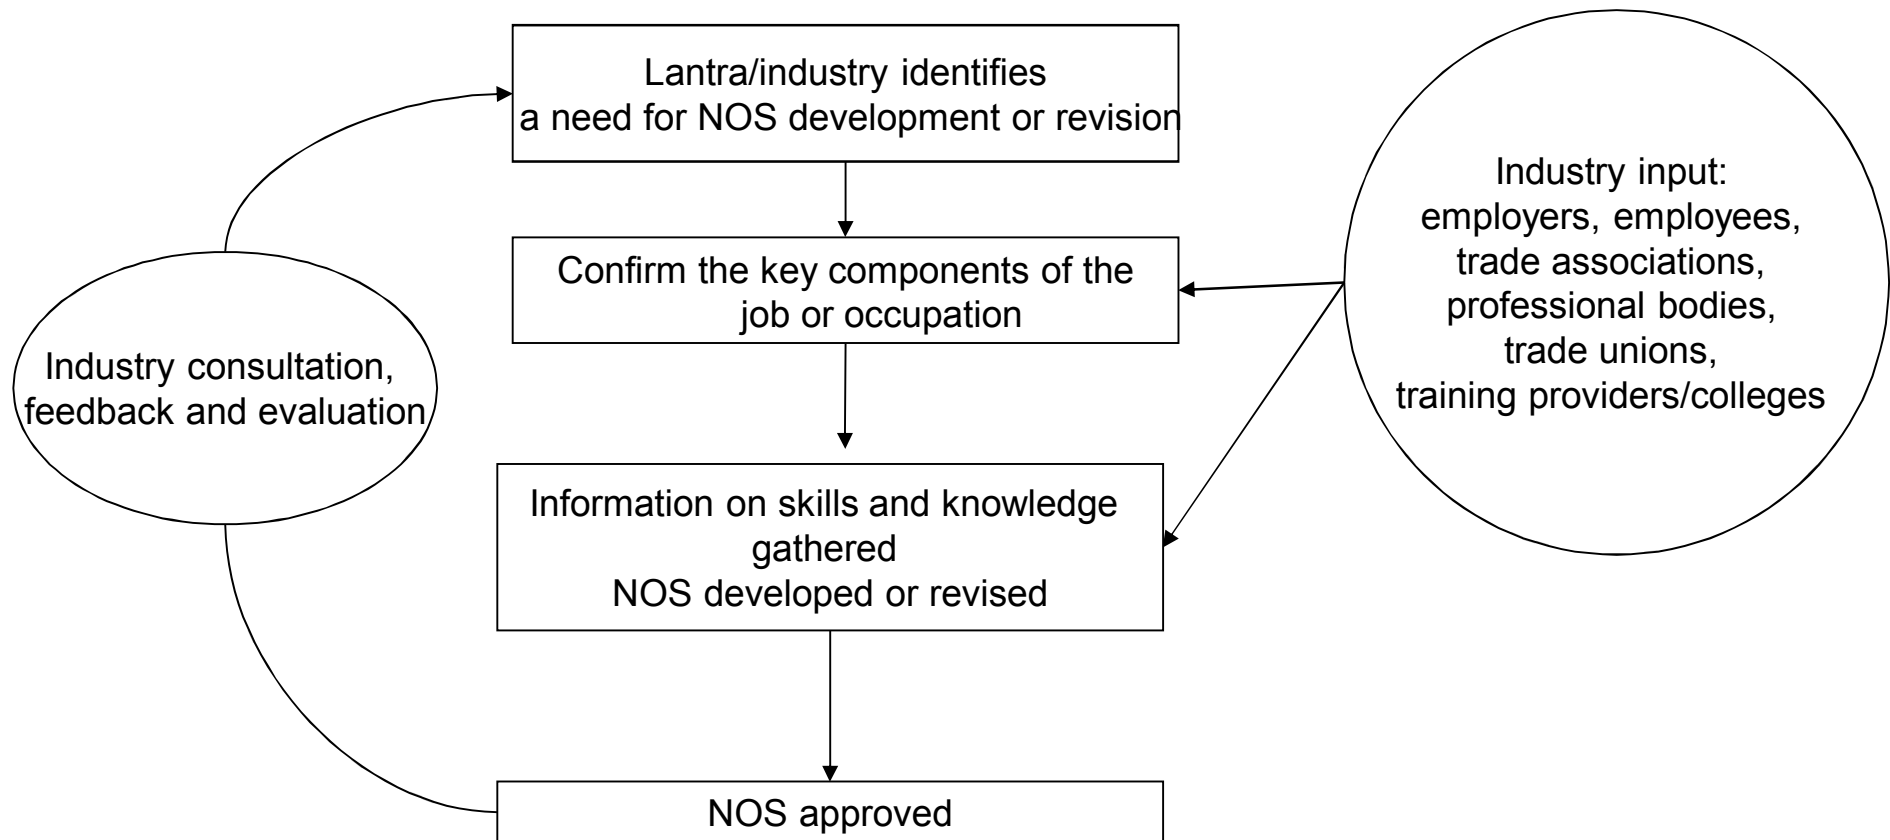 Lantra/industry identifies
a need for NOS development or revision
Confirm the key components of the
job or occupation
Information on skills and knowledge
gathered
NOS developed or revised
NOS approved
Industry consultation,
feedback and evaluation
Industry input:
employers, employees,
trade associations,
professional bodies,
trade unions,
training providers/colleges